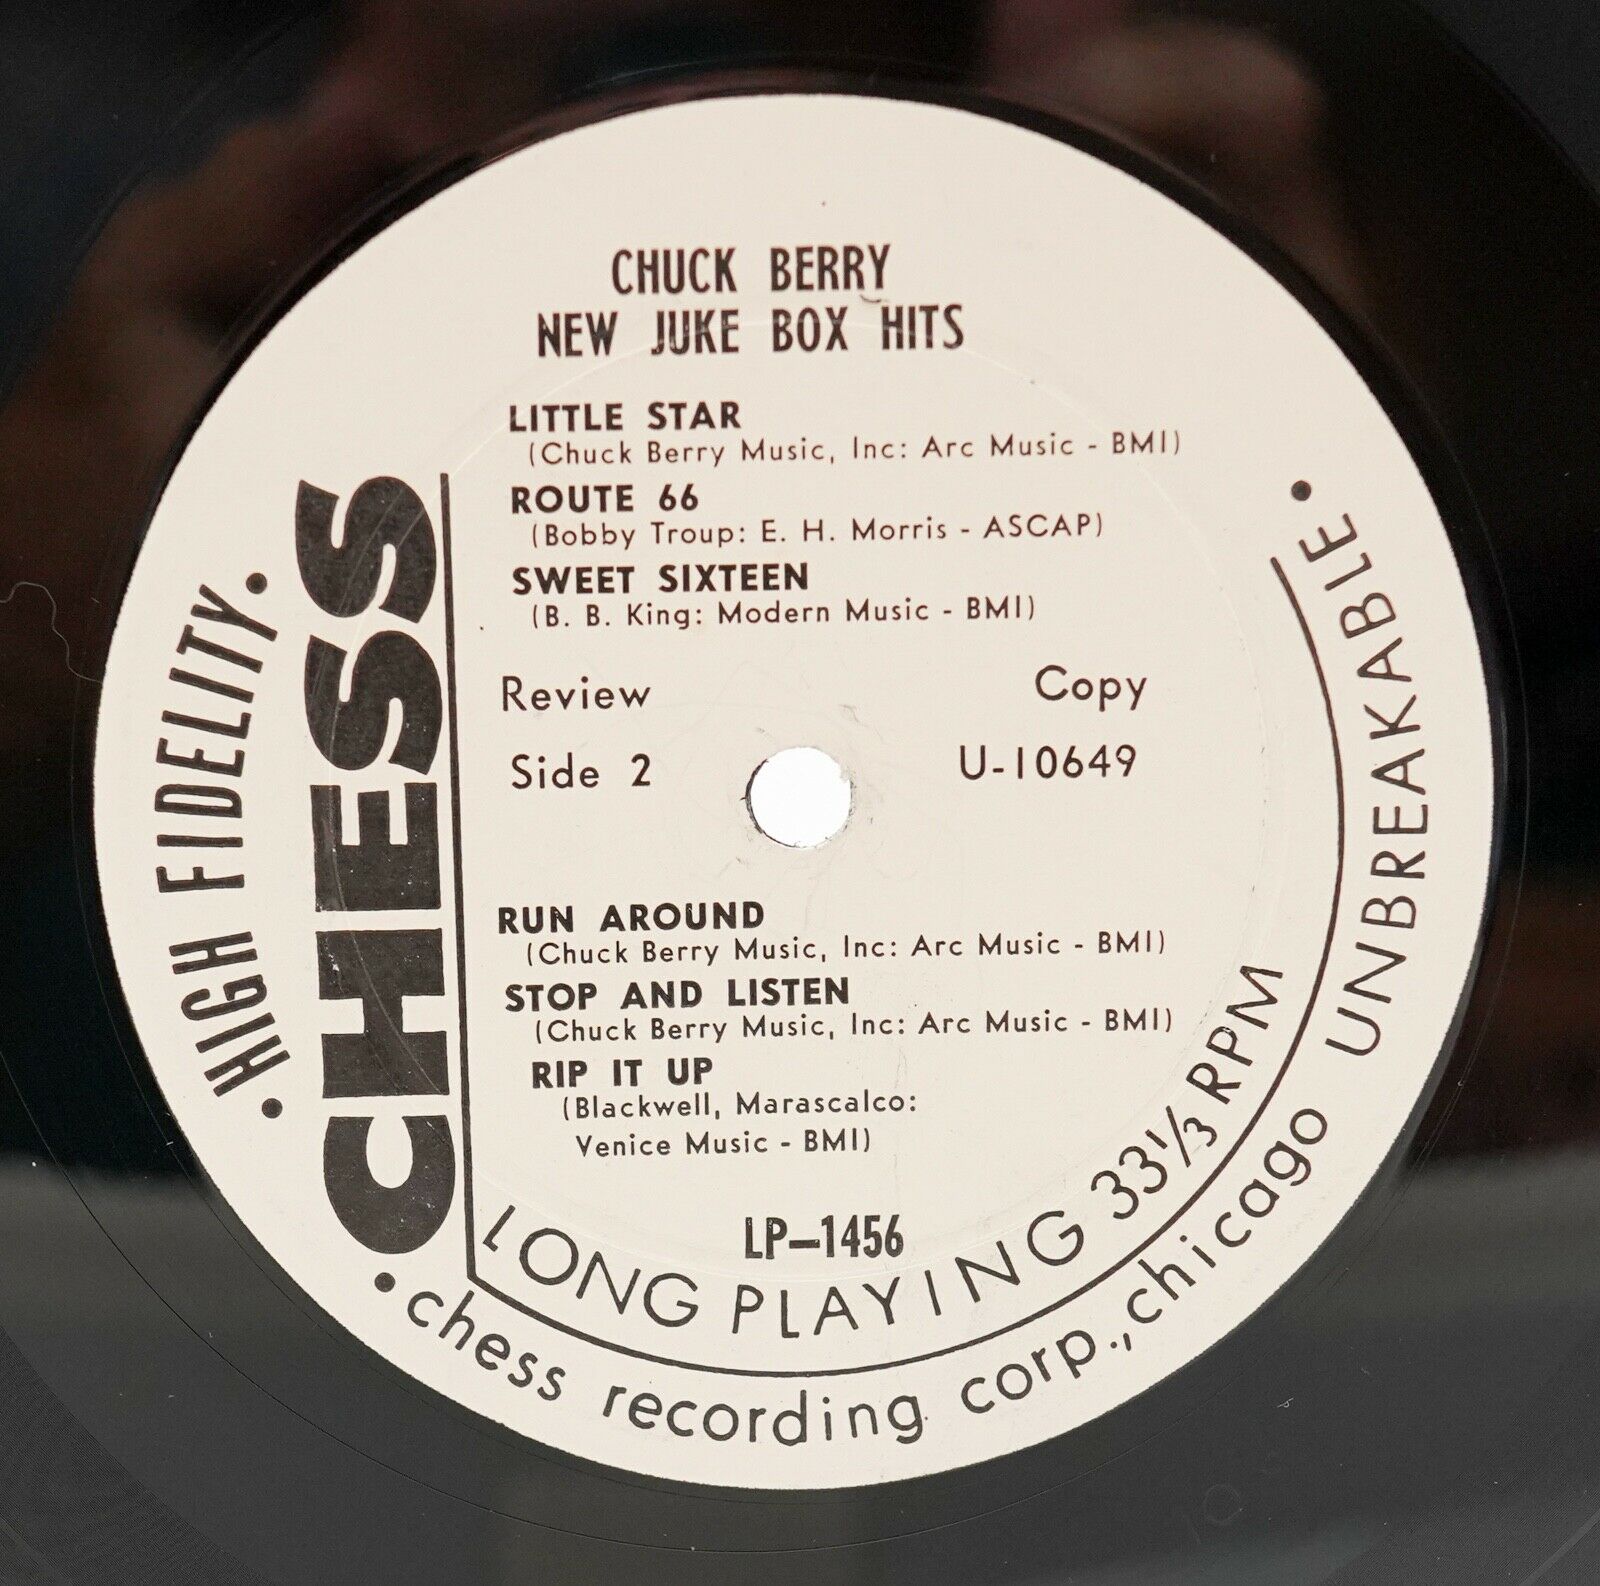 CHUCK BERRY
NEW JUKE BOX HITS
LITTLE STAR
(Chuck Berry Music, Inc: Arc Music - BMI)
ROUTE 66
(Bobby Troup: E. H. Morris - ASCAP)
SWEET SIXTEEN
(B. B. King: Modern Music - BMI)
Review Copy
Side 2 U-10649
RUN AROUND
(Chuck Berry Music, Inc: Arc Music - BMI)
STOP AND LISTEN
(Chuck Berry Music, Inc: Arc Music - BMI)
RIP IT UP
(Blackwell, Marascalco:
Venice Music - BMI)
LP-1456
LONG PLAYING 33 1/3 RPM
• HIGH FIDELITY •
CHESS
• chess recording corp., chicago UNBREAKABLE •